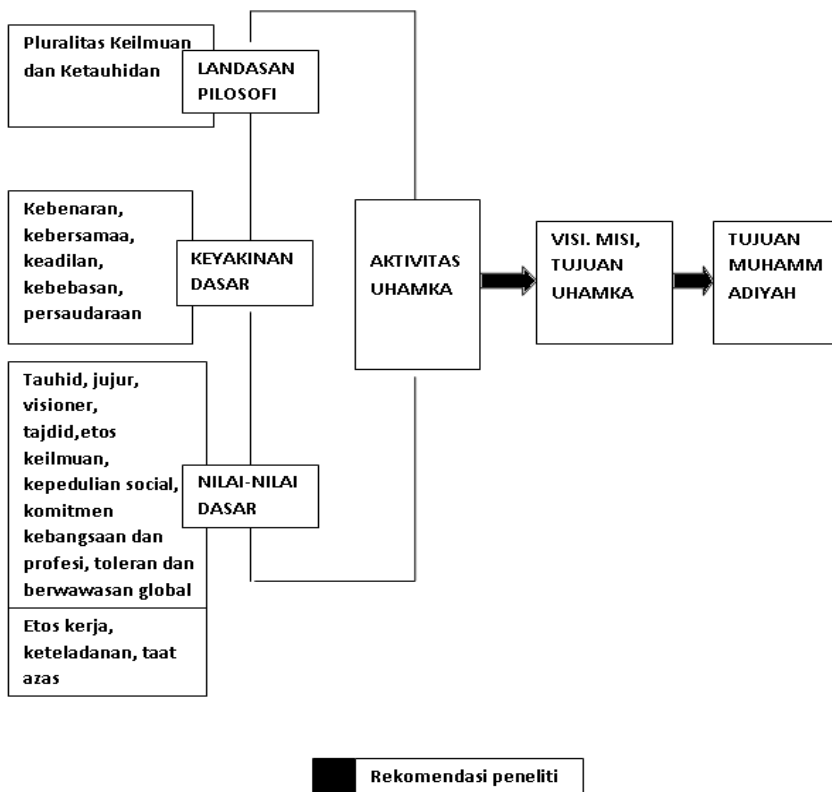 Pluralitas Keilmuan
dan Ketauhidan
LANDASAN
PILOSOFI
Kebenaran,
kebersamaa,
keadilan,
kebebasan,
persaudaraan
KEYAKINAN
DASAR
Tauhid, jujur,
visioner,
tajdid,etos
keilmuan,
kepedulian social,
komitmen
kebangsaan dan
profesi, toleran dan
berwawasan global
NILAI-NILAI
DASAR
Etos kerja,
keteladanan, taat
azas
AKTIVITAS
UHAMKA
VISI. MISI,
TUJUAN
UHAMKA
TUJUAN
MUHAMM
ADIYAH
Rekomendasi peneliti